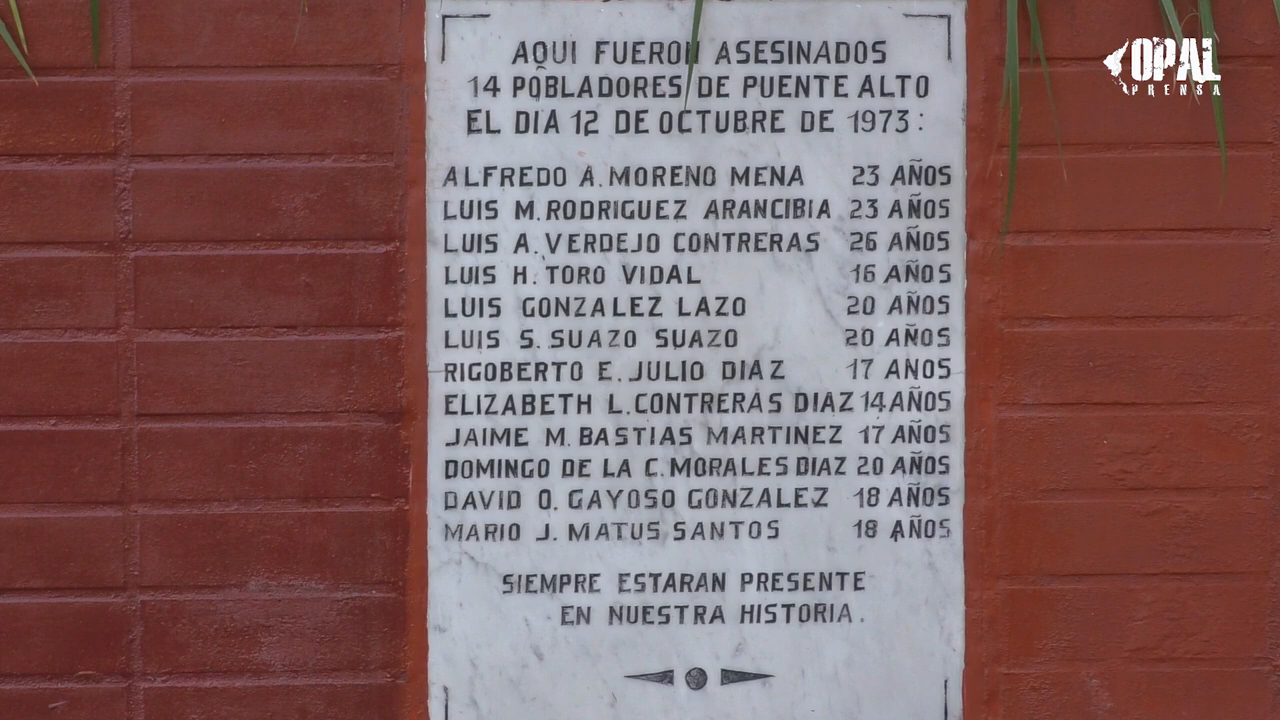 AQUI FUERON ASESINADOS
14 POBLADORES DE PUENTE ALTO
EL DIA 12 DE OCTUBRE DE 1973:
ALFREDO A. MORENO MENA 23 AÑOS
LUIS M. RODRIGUEZ ARANCIBIA 23 AÑOS
LUIS A. VERDEJO CONTRERAS 26 AÑOS
LUIS H. TORO VIDAL 16 AÑOS
LUIS GONZALEZ LAZO 20 AÑOS
LUIS S. SUAZO SUAZO 20 AÑOS
RIGOBERTO E. JULIO DIAZ 17 AÑOS
ELIZABETH L. CONTRERAS DIAZ 14 AÑOS
JAIME M. BASTIAS MARTINEZ 17 AÑOS
DOMINGO DE LA C. MORALES DIAZ 20 AÑOS
DAVID O. GAYOSO GONZALEZ 18 AÑOS
MARIO J. MATUS SANTOS 18 AÑOS
SIEMPRE ESTARAN PRESENTE
EN NUESTRA HISTORIA.
OPAL
PRENSA